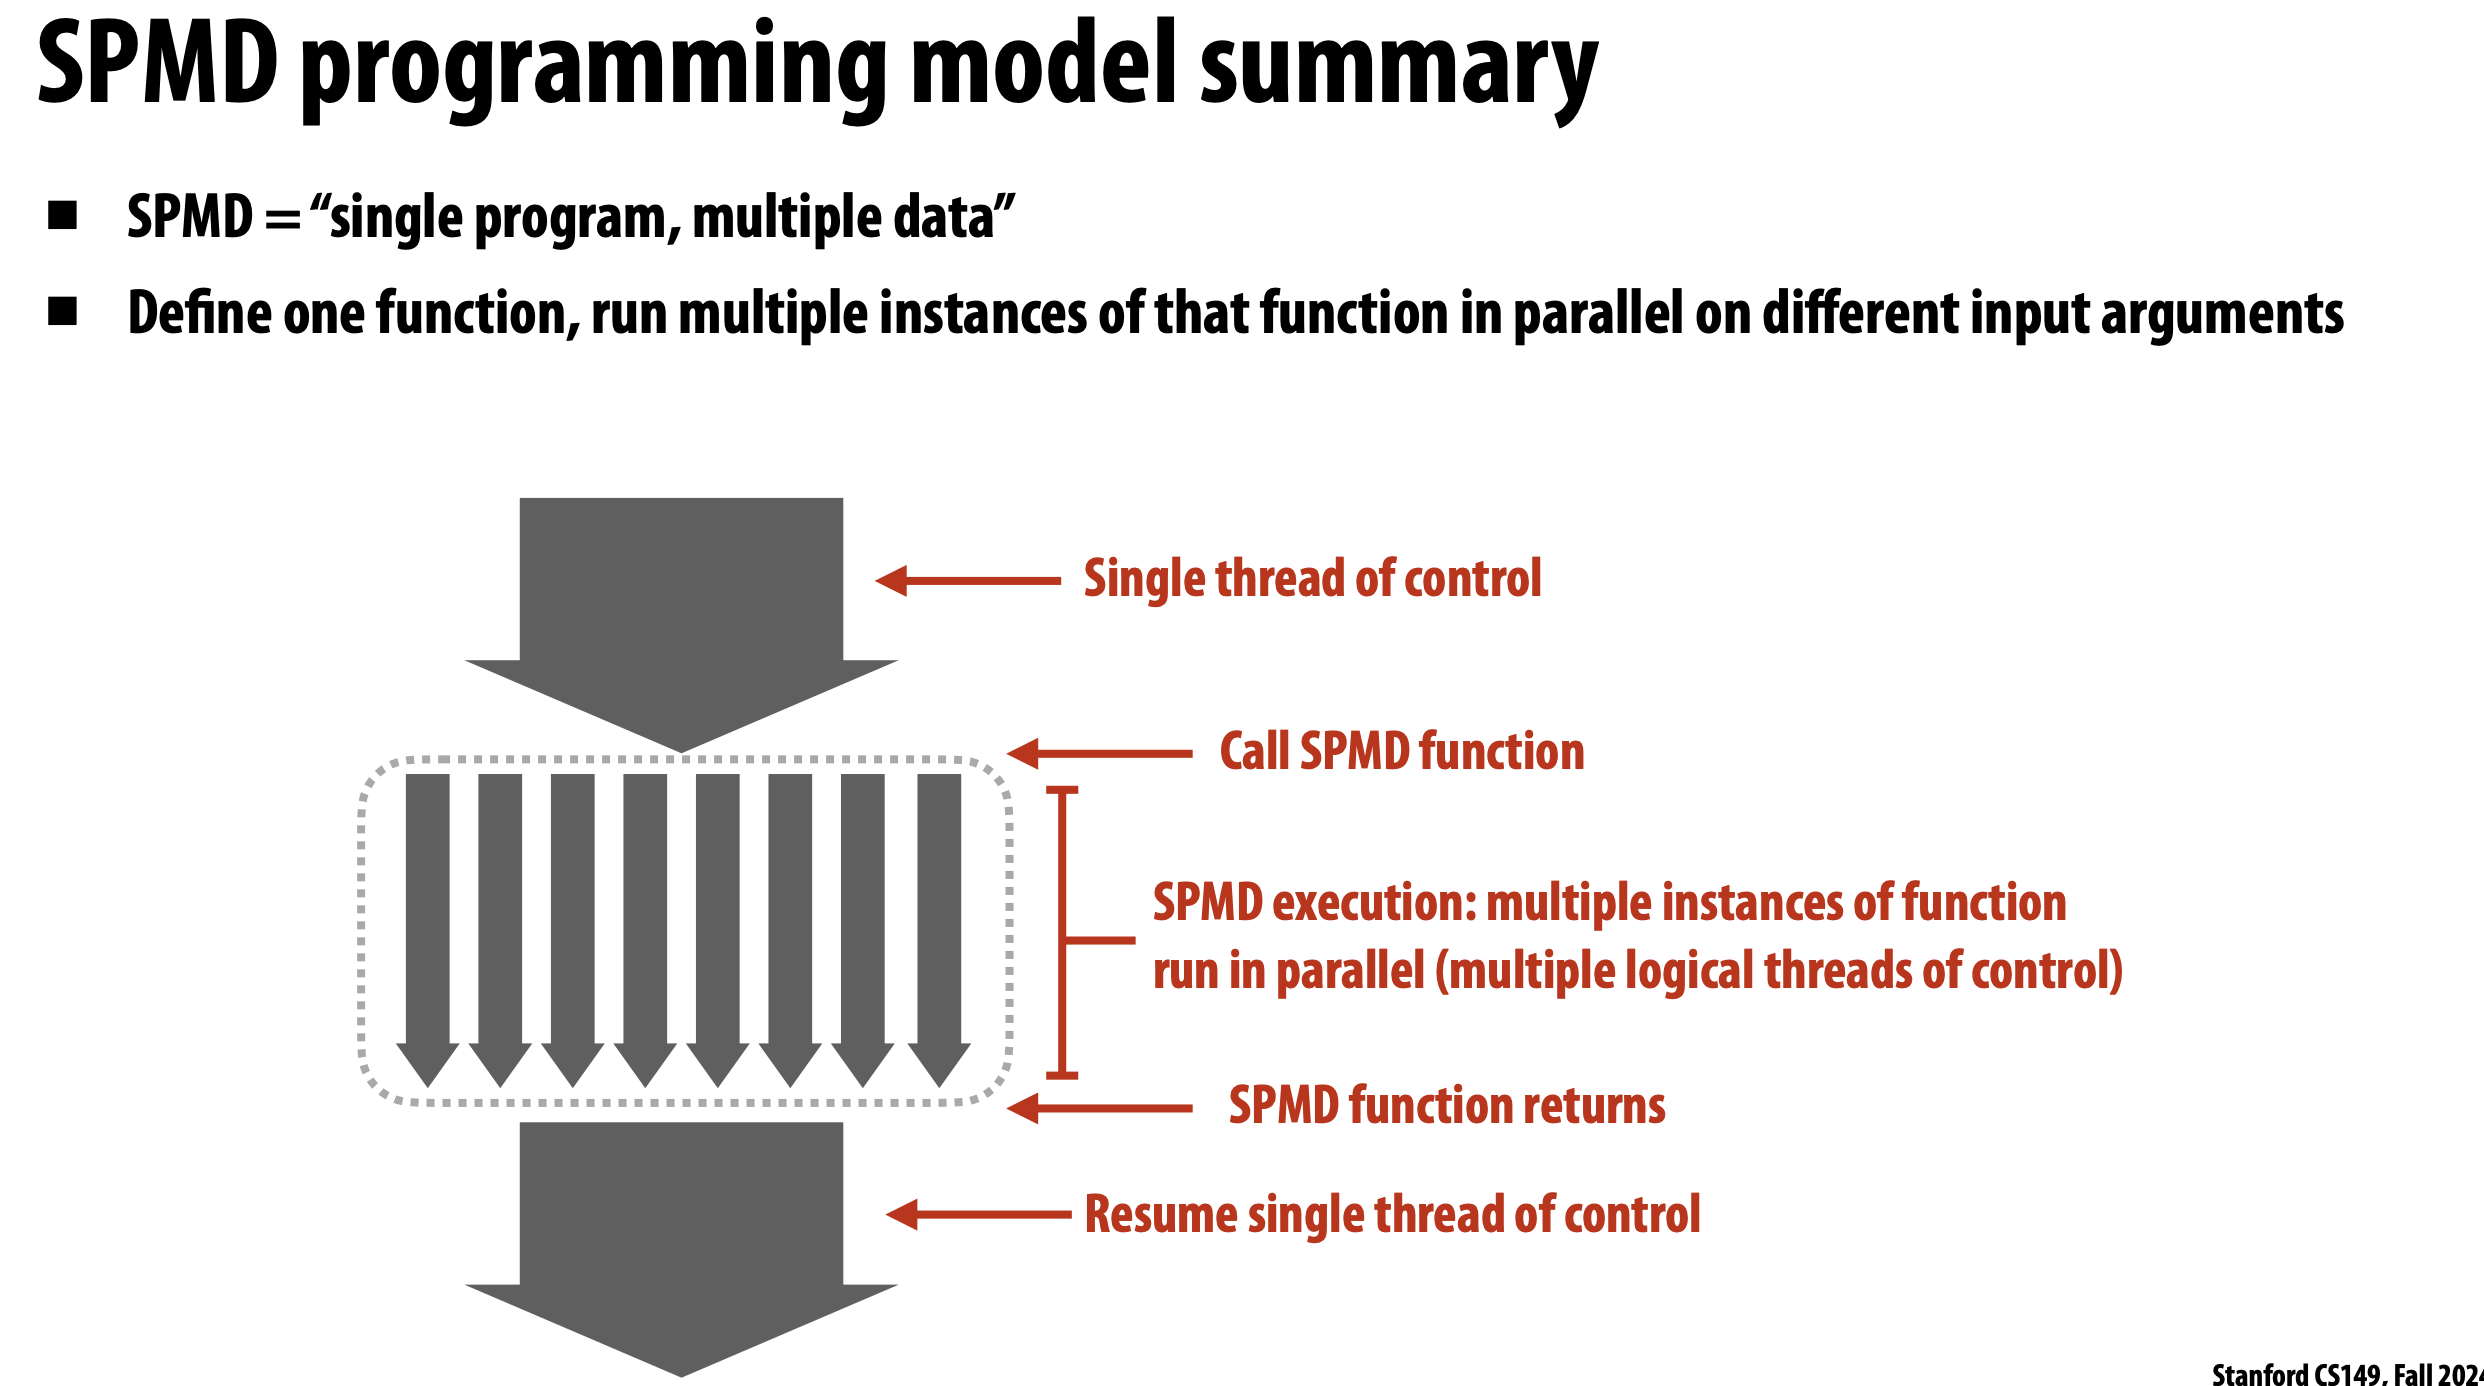 SPMD programming model summary
SPMD = “single program, multiple data”
Define one function, run multiple instances of that function in parallel on different input arguments
Single thread of control
Call SPMD function
SPMD execution: multiple instances of function
run in parallel (multiple logical threads of control)
SPMD function returns
Resume single thread of control
Stanford CS149, Fall 2024